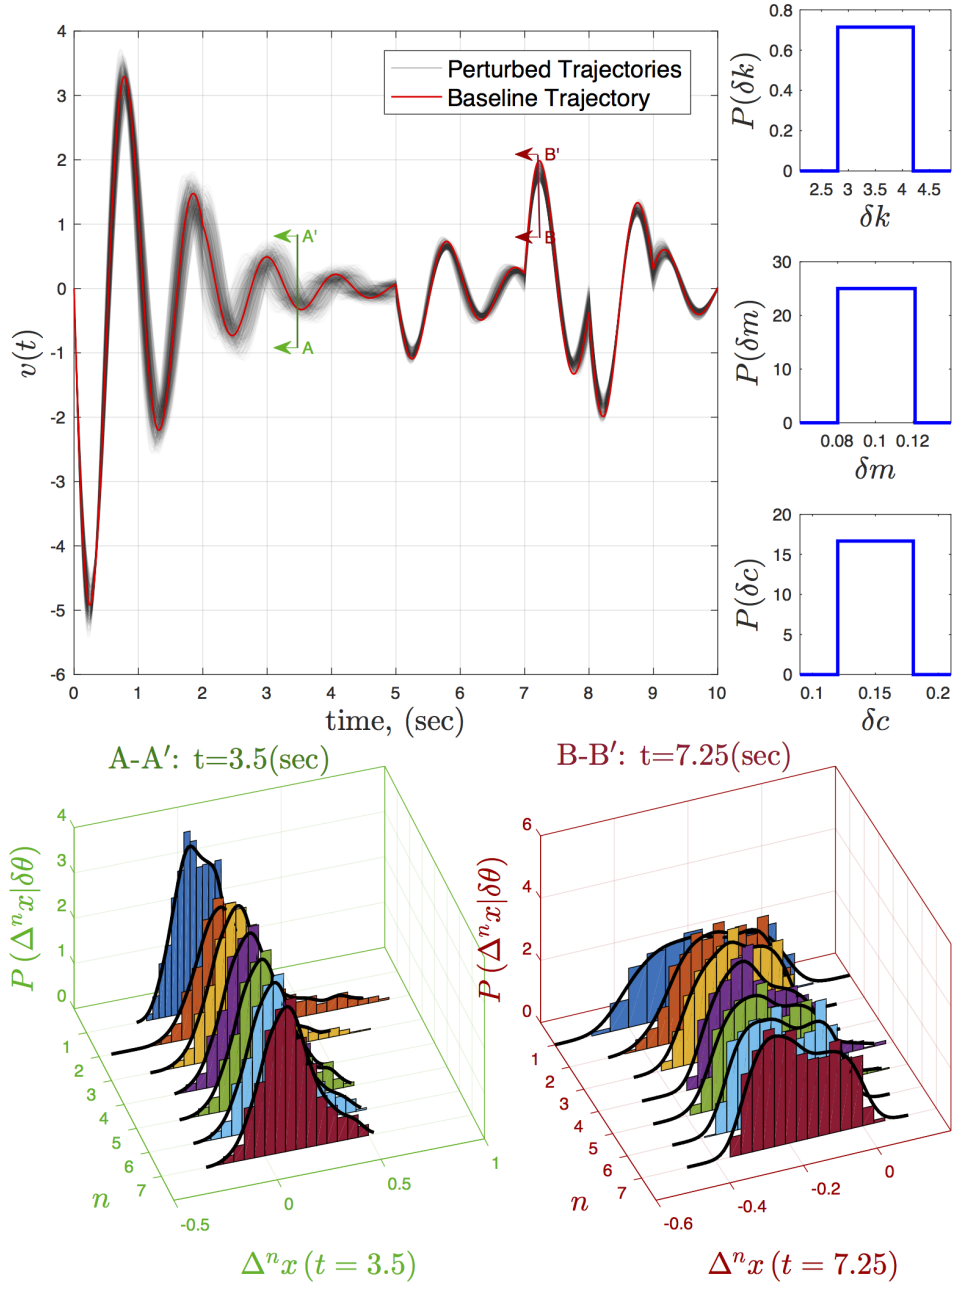 4
3
2
1
0
-1
-2
-3
-4
-5
-6
v(t)
0 1 2 3 4 5 6 7 8 9 10
time, (sec)
Perturbed Trajectories
Baseline Trajectory
A'
A
B'
B
0.8
0.6
0.4
0.2
0
P(δk)
2.5 3 3.5 4 4.5
δk
30
20
10
0
P(δm)
0.08 0.1 0.12
δm
20
15
10
5
0
P(δc)
0.1 0.15 0.2
δc
A-A′: t=3.5(sec)
4
3
2
1
0
P (Δⁿx|δθ)
1
2
3
4
5
6
7
n
-0.5
0
0.5
1
Δⁿx (t = 3.5)
B-B′: t=7.25(sec)
6
4
2
0
P (Δⁿx|δθ)
1
2
3
4
5
6
7
n
-0.6
-0.4
-0.2
0
Δⁿx (t = 7.25)